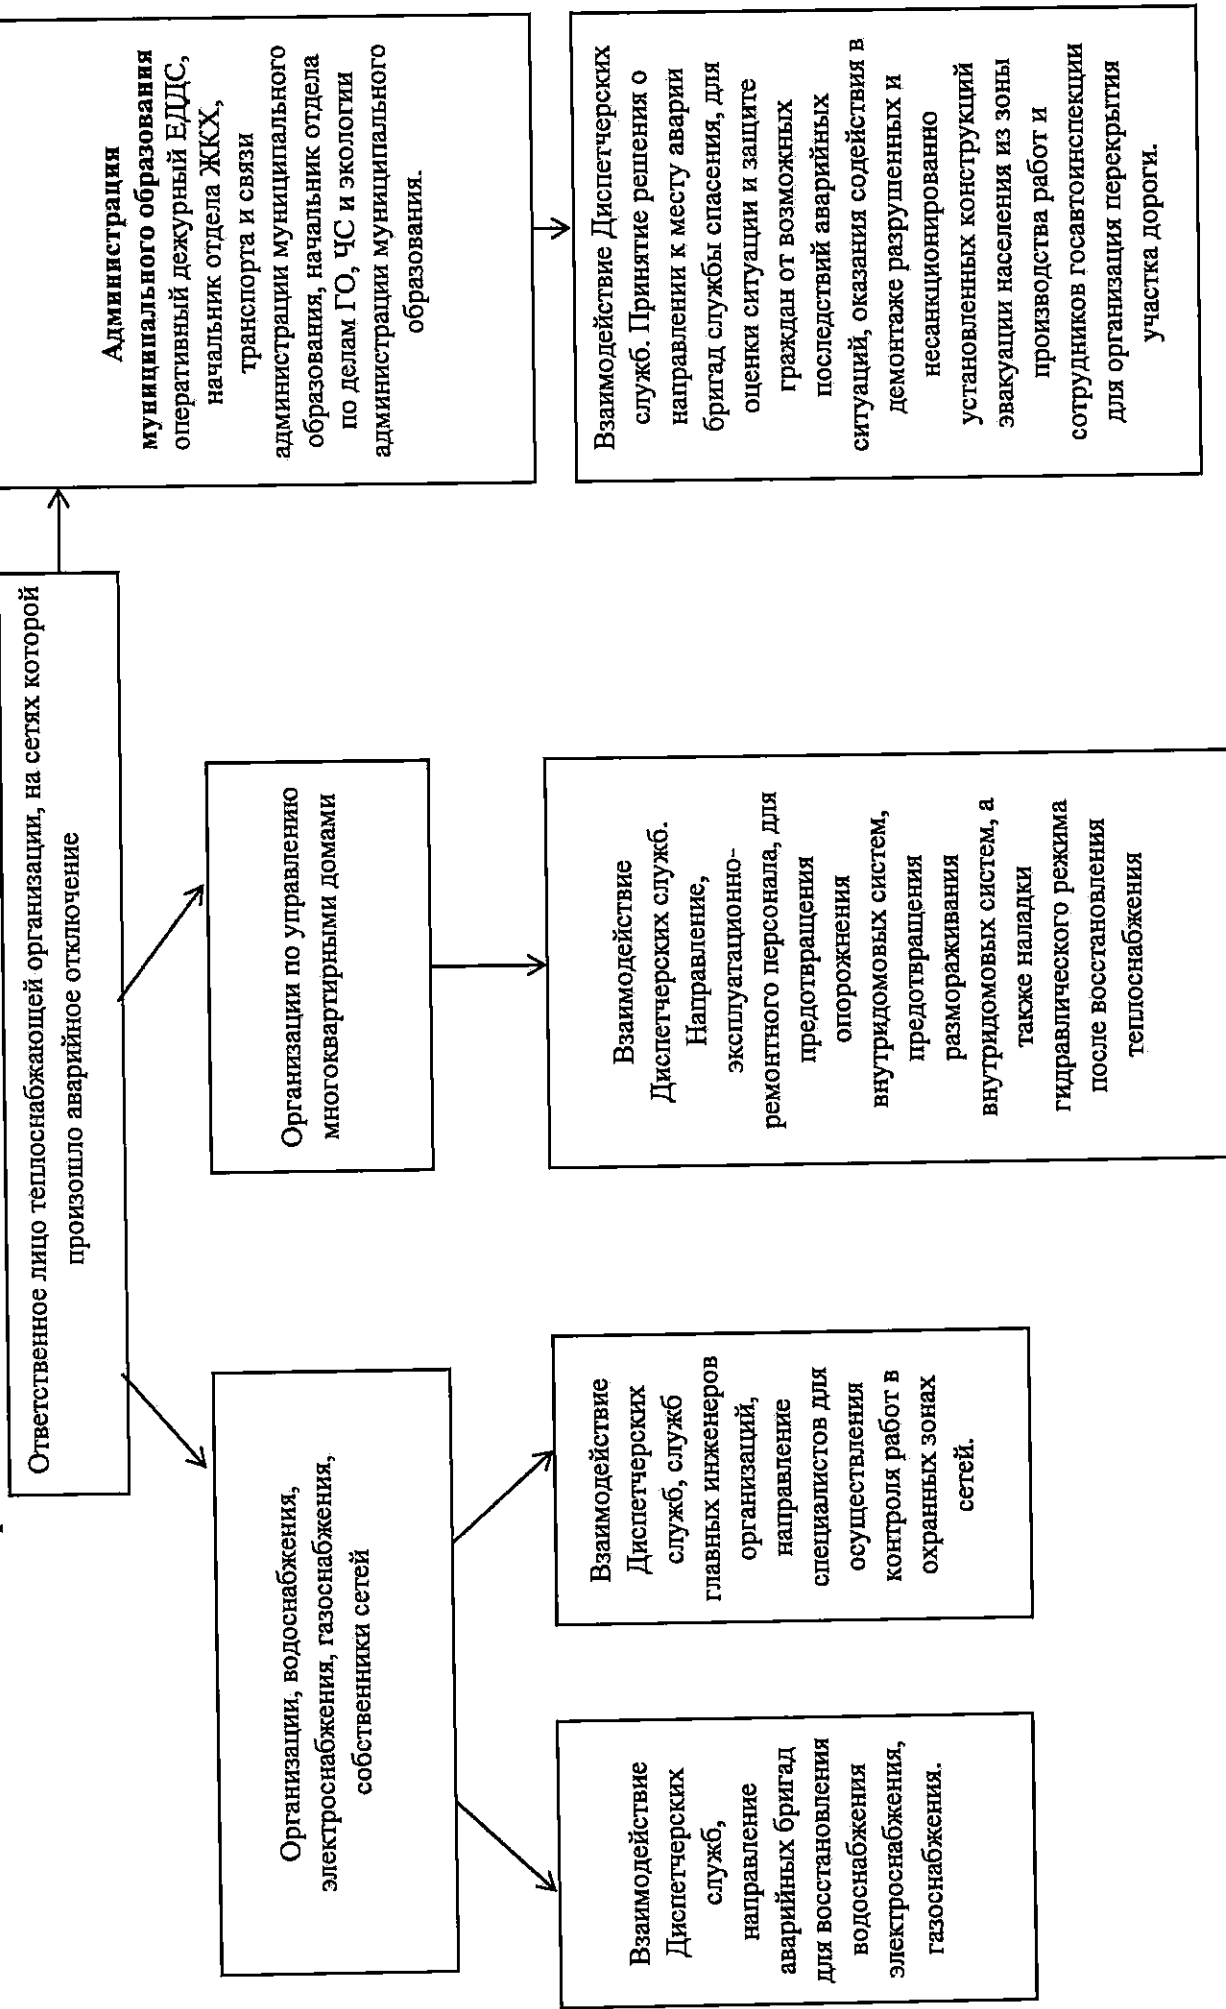 Ответственное лицо теплоснабжающей организации, на сетях которой
произошло аварийное отключение
Организации, водоснабжения,
электроснабжения, газоснабжения,
собственники сетей
Организации по управлению
многоквартирными домами
Администрация
муниципального образования
оперативный дежурный ЕДДС,
начальник отдела ЖКХ,
транспорта и связи
администрации муниципального
образования, начальник отдела
по делам ГО, ЧС и экологии
администрации муниципального
образования.
Взаимодействие
Диспетчерских
служб,
направление
аварийных бригад
для восстановления
водоснабжения
электроснабжения,
газоснабжения.
Взаимодействие
Диспетчерских
служб, служб
главных инженеров
организаций,
направление
специалистов для
осуществления
контроля работ в
охранных зонах
сетей.
Взаимодействие
Диспетчерских служб.
Направление,
эксплуатационно-
ремонтного персонала, для
предотвращения
опорожнения
внутридомовых систем,
предотвращения
размораживания
внутридомовых систем, а
также наладки
гидравлического режима
после восстановления
теплоснабжения
Взаимодействие Диспетчерских
служб. Принятие решения о
направлении к месту аварии
бригад службы спасения, для
оценки ситуации и защите
граждан от возможных
последствий аварийных
ситуаций, оказания содействия в
демонтаже разрушенных и
несанкционированно
установленных конструкций
эвакуации населения из зоны
производства работ и
сотрудников госавтоинспекции
для организация перекрытия
участка дороги.